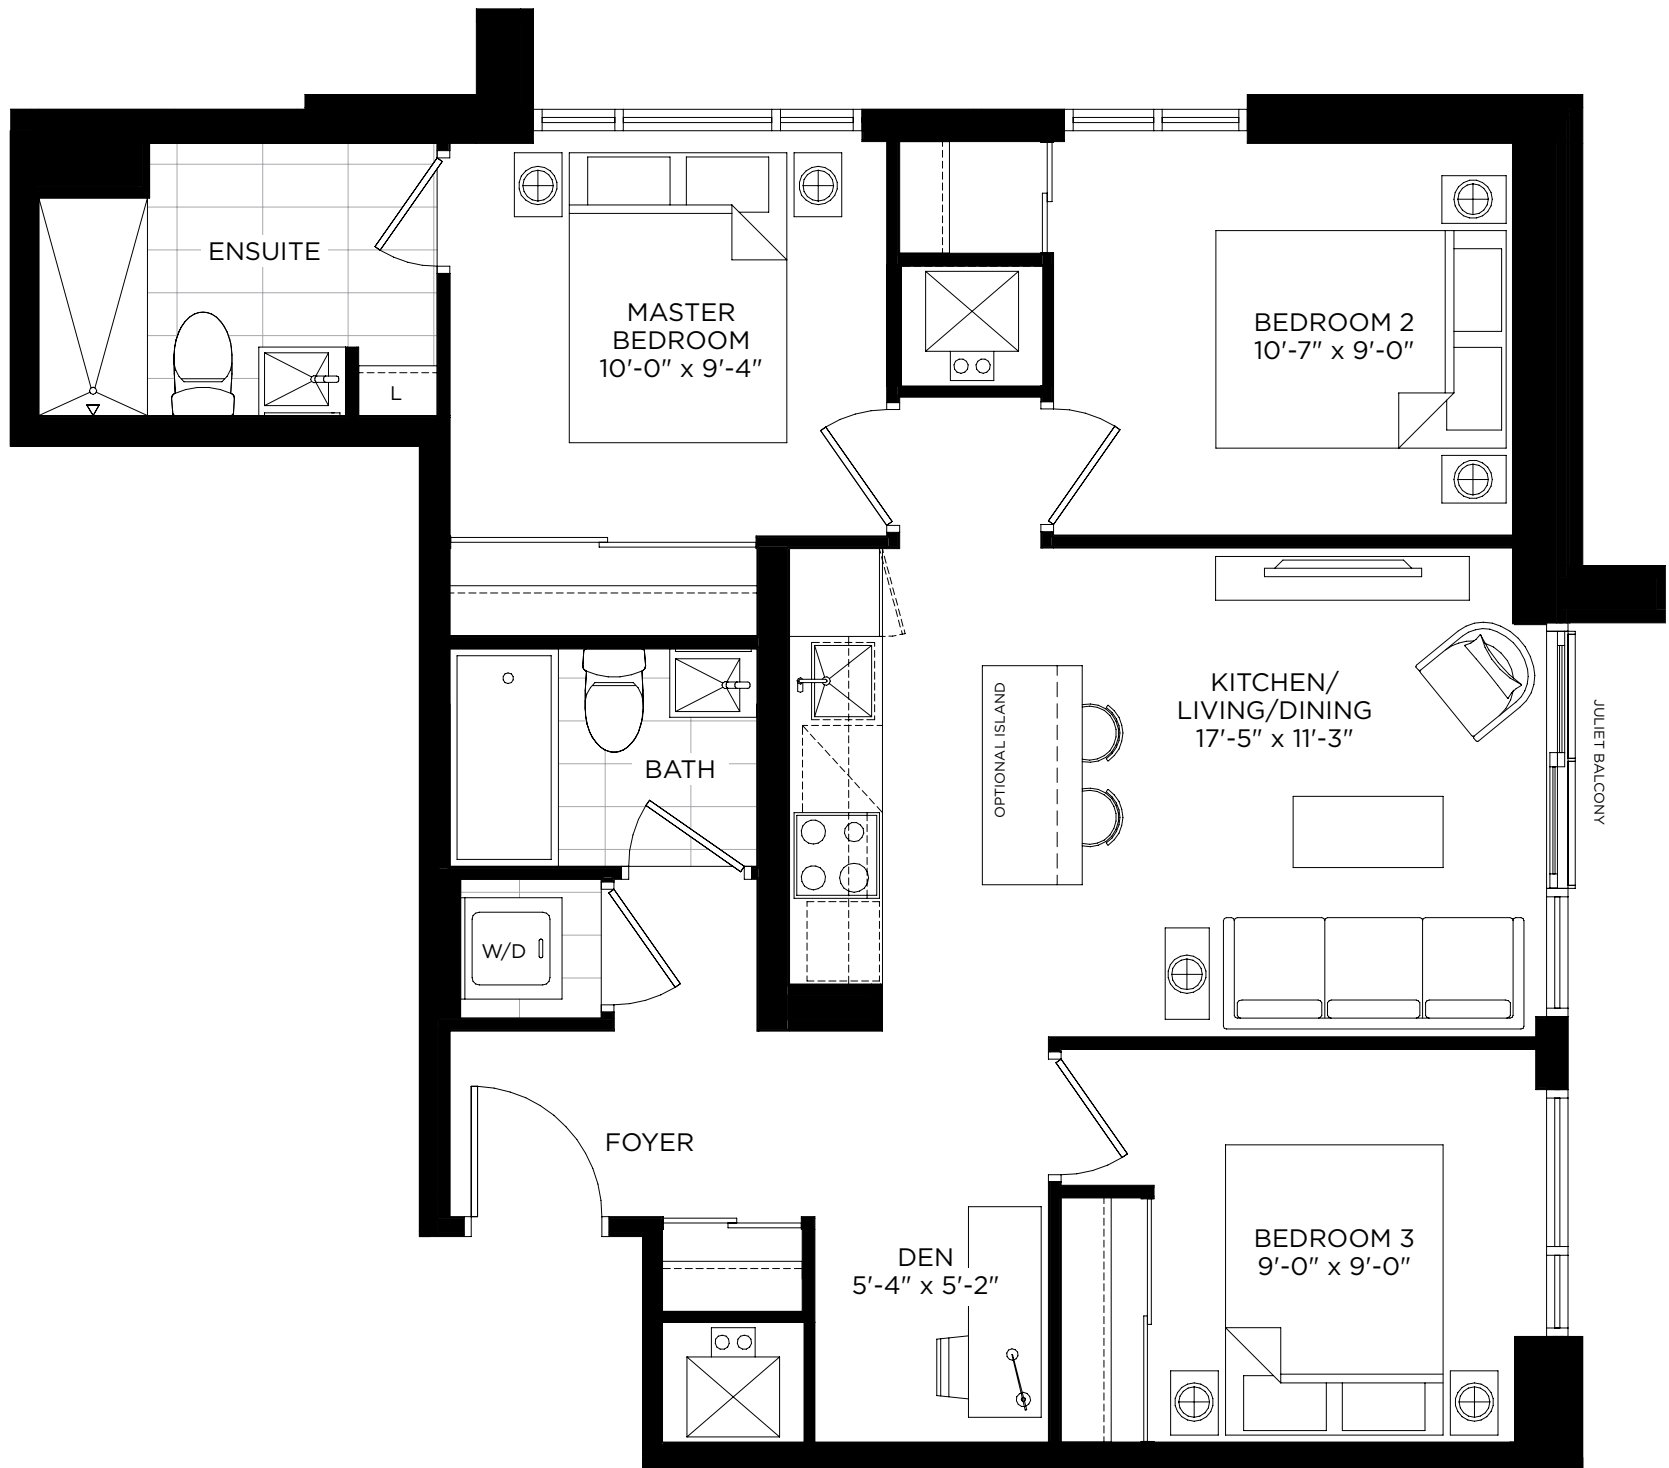 ENSUITE
L
MASTER
BEDROOM
10'-0" x 9'-4"
BEDROOM 2
10'-7" x 9'-0"
KITCHEN/
LIVING/DINING
17'-5" x 11'-3"
OPTIONAL ISLAND
JULIET BALCONY
BATH
W/D
FOYER
DEN
5'-4" x 5'-2"
BEDROOM 3
9'-0" x 9'-0"